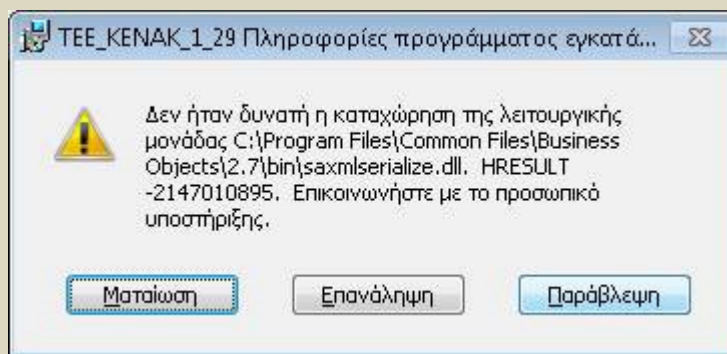 TEE_KENAK_1_29 Πληροφορίες προγράμματος εγκατά...
Δεν ήταν δυνατή η καταχώρηση της λειτουργικής
μονάδας C:\Program Files\Common Files\Business
Objects\2.7\bin\saxmlserialize.dll. HRESULT
-2147010895. Επικοινωνήστε με το προσωπικό
υποστήριξης.
Ματαίωση
Επανάληψη
Παράβλεψη